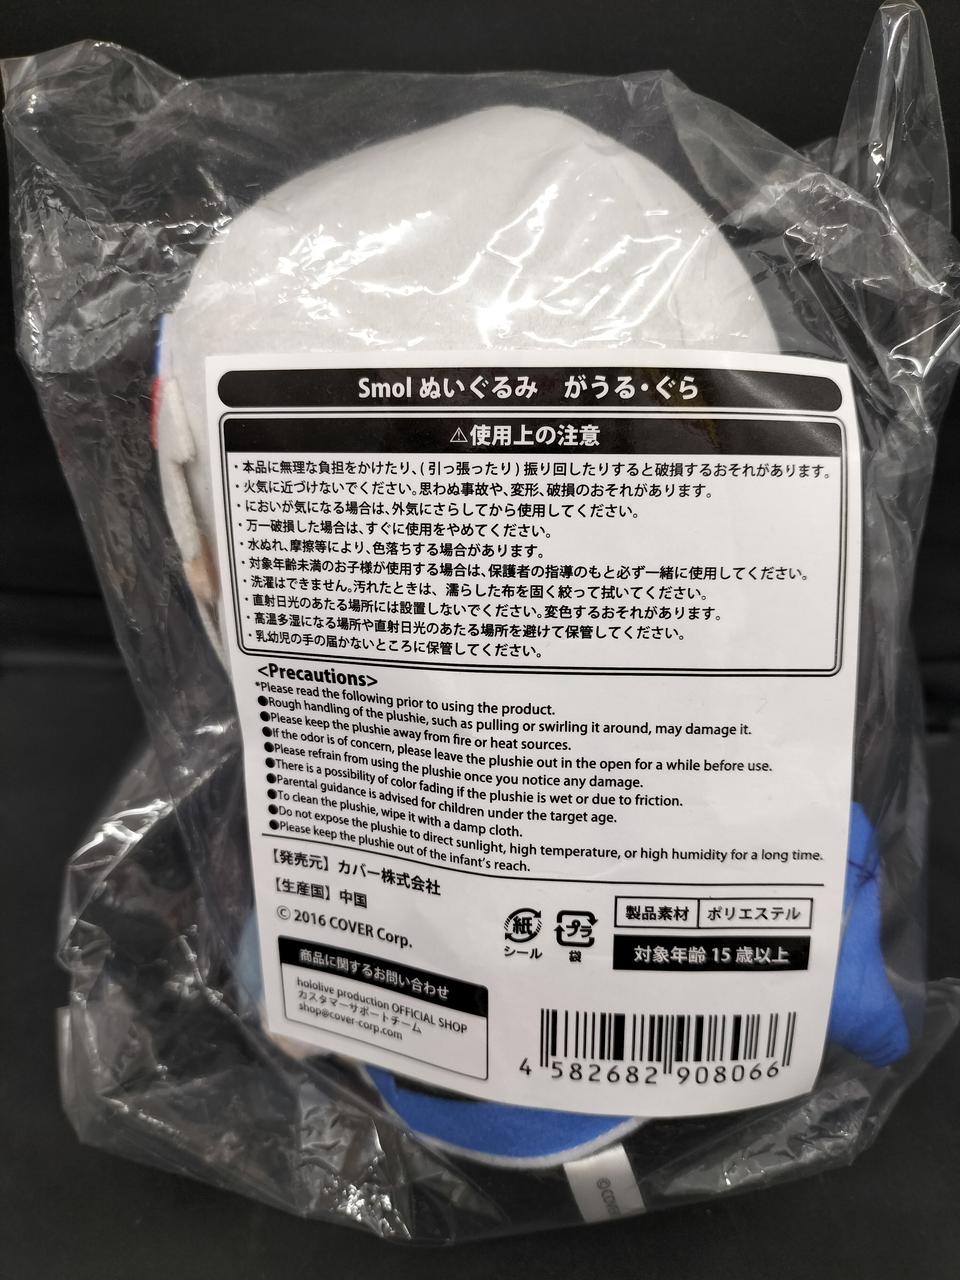 Smol ぬいぐるみ がうる・ぐら
⚠使用上の注意
・本品に無理な負担をかけたり、(引っ張ったり) 振り回したりすると破損するおそれがあります。
・火気に近づけないでください。思わぬ事故や、変形、破損のおそれがあります。
・においが気になる場合は、外気にさらしてから使用してください。
・万一破損した場合は、すぐに使用をやめてください。
・水ぬれ、摩擦等により、色落ちする場合があります。
・対象年齢未満のお子様が使用する場合は、保護者の指導のもと必ず一緒に使用してください。
・洗濯はできません。汚れたときは、濡らした布を固く絞って拭いてください。
・直射日光のあたる場所には設置しないでください。変色するおそれがあります。
・高温多湿になる場所や直射日光のあたる場所を避けて保管してください。
・乳幼児の手の届かないところに保管してください。
<Precautions>
*Please read the following prior to using the product.
●Rough handling of the plushie, such as pulling or swirling it around, may damage it.
●Please keep the plushie away from fire or heat sources.
●If the odor is of concern, please leave the plushie out in the open for a while before use.
●Please refrain from using the plushie once you notice any damage.
●There is a possibility of color fading if the plushie is wet or due to friction.
●Parental guidance is advised for children under the target age.
●To clean the plushie, wipe it with a damp cloth.
●Do not expose the plushie to direct sunlight, high temperature, or high humidity for a long time.
●Please keep the plushie out of the infant's reach.
【発売元】カバー株式会社
【生産国】中国
© 2016 COVER Corp.
商品に関するお問い合わせ
hololive production OFFICIAL SHOP
カスタマーサポートチーム
shop@cover-corp.com
紙
シール
プラ
袋
製品素材 ポリエステル
対象年齢 15 歳以上
4 582682 908066
©COVER